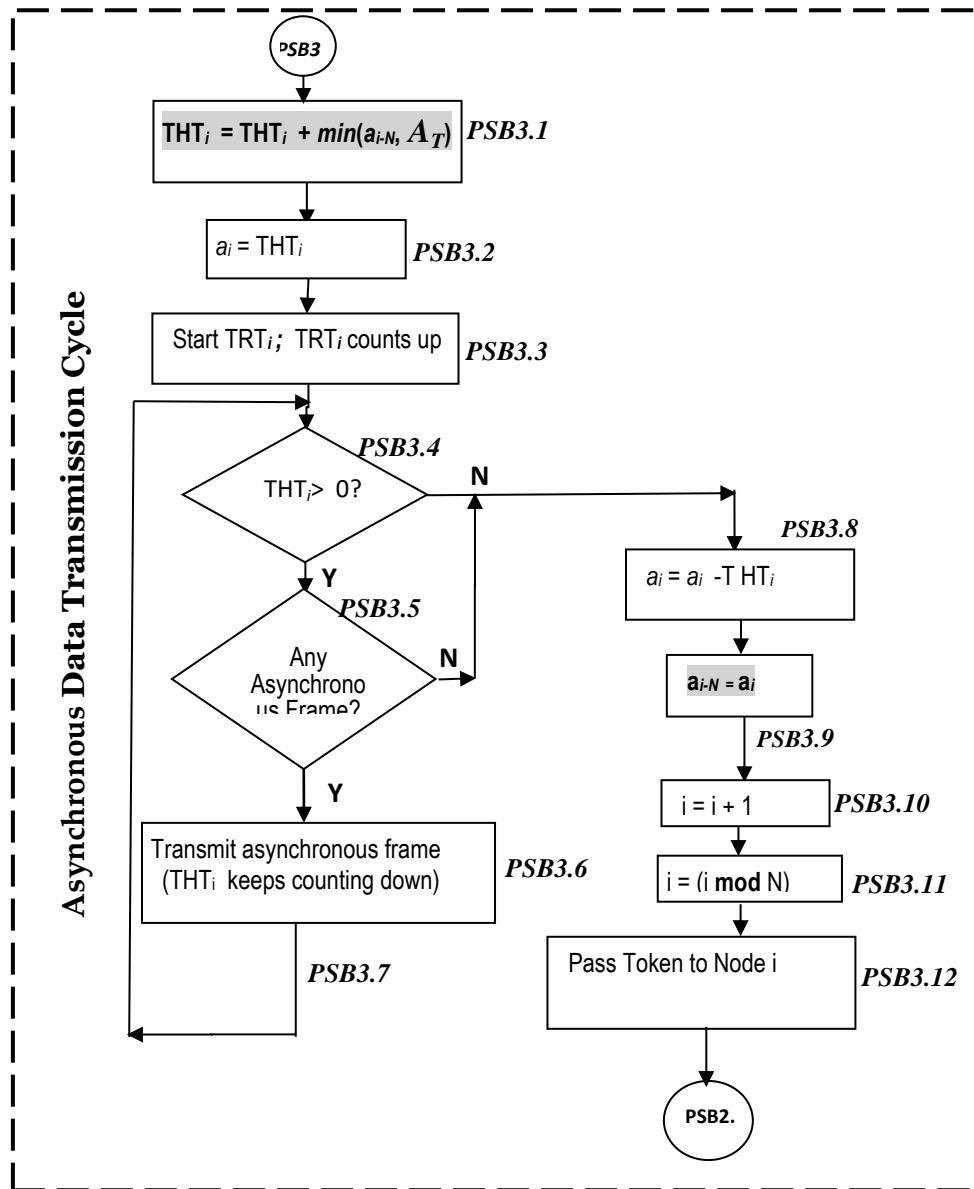 PSB3
THTi = THTi + min(ai-N, AT)
PSB3.1
ai = THTi
PSB3.2
Start TRTi; TRTi counts up
PSB3.3
Asynchronous Data Transmission Cycle
PSB3.4
THTi> 0?
N
Y
PSB3.5
Any
Asynchrono
us Frame?
N
Y
Transmit asynchronous frame
(THTi keeps counting down)
PSB3.6
PSB3.7
PSB3.8
ai = ai -T HTi
ai-N = ai
PSB3.9
i = i + 1
PSB3.10
i = (i mod N)
PSB3.11
Pass Token to Node i
PSB3.12
PSB2.